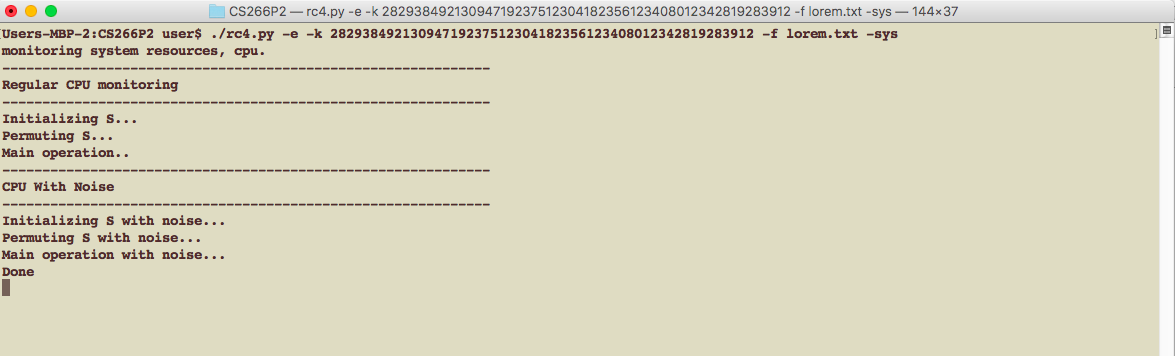 CS266P2 — rc4.py -e -k 28293849213094719237512304182356123408012342819283912 -f lorem.txt -sys — 144×37
[Users-MBP-2:CS266P2 user$ ./rc4.py -e -k 28293849213094719237512304182356123408012342819283912 -f lorem.txt -sys ]
monitoring system resources, cpu.
-------------------------------------------------------------
Regular CPU monitoring
-------------------------------------------------------------
Initializing S...
Permuting S...
Main operation..
-------------------------------------------------------------
CPU With Noise
-------------------------------------------------------------
Initializing S with noise...
Permuting S with noise...
Main operation with noise...
Done